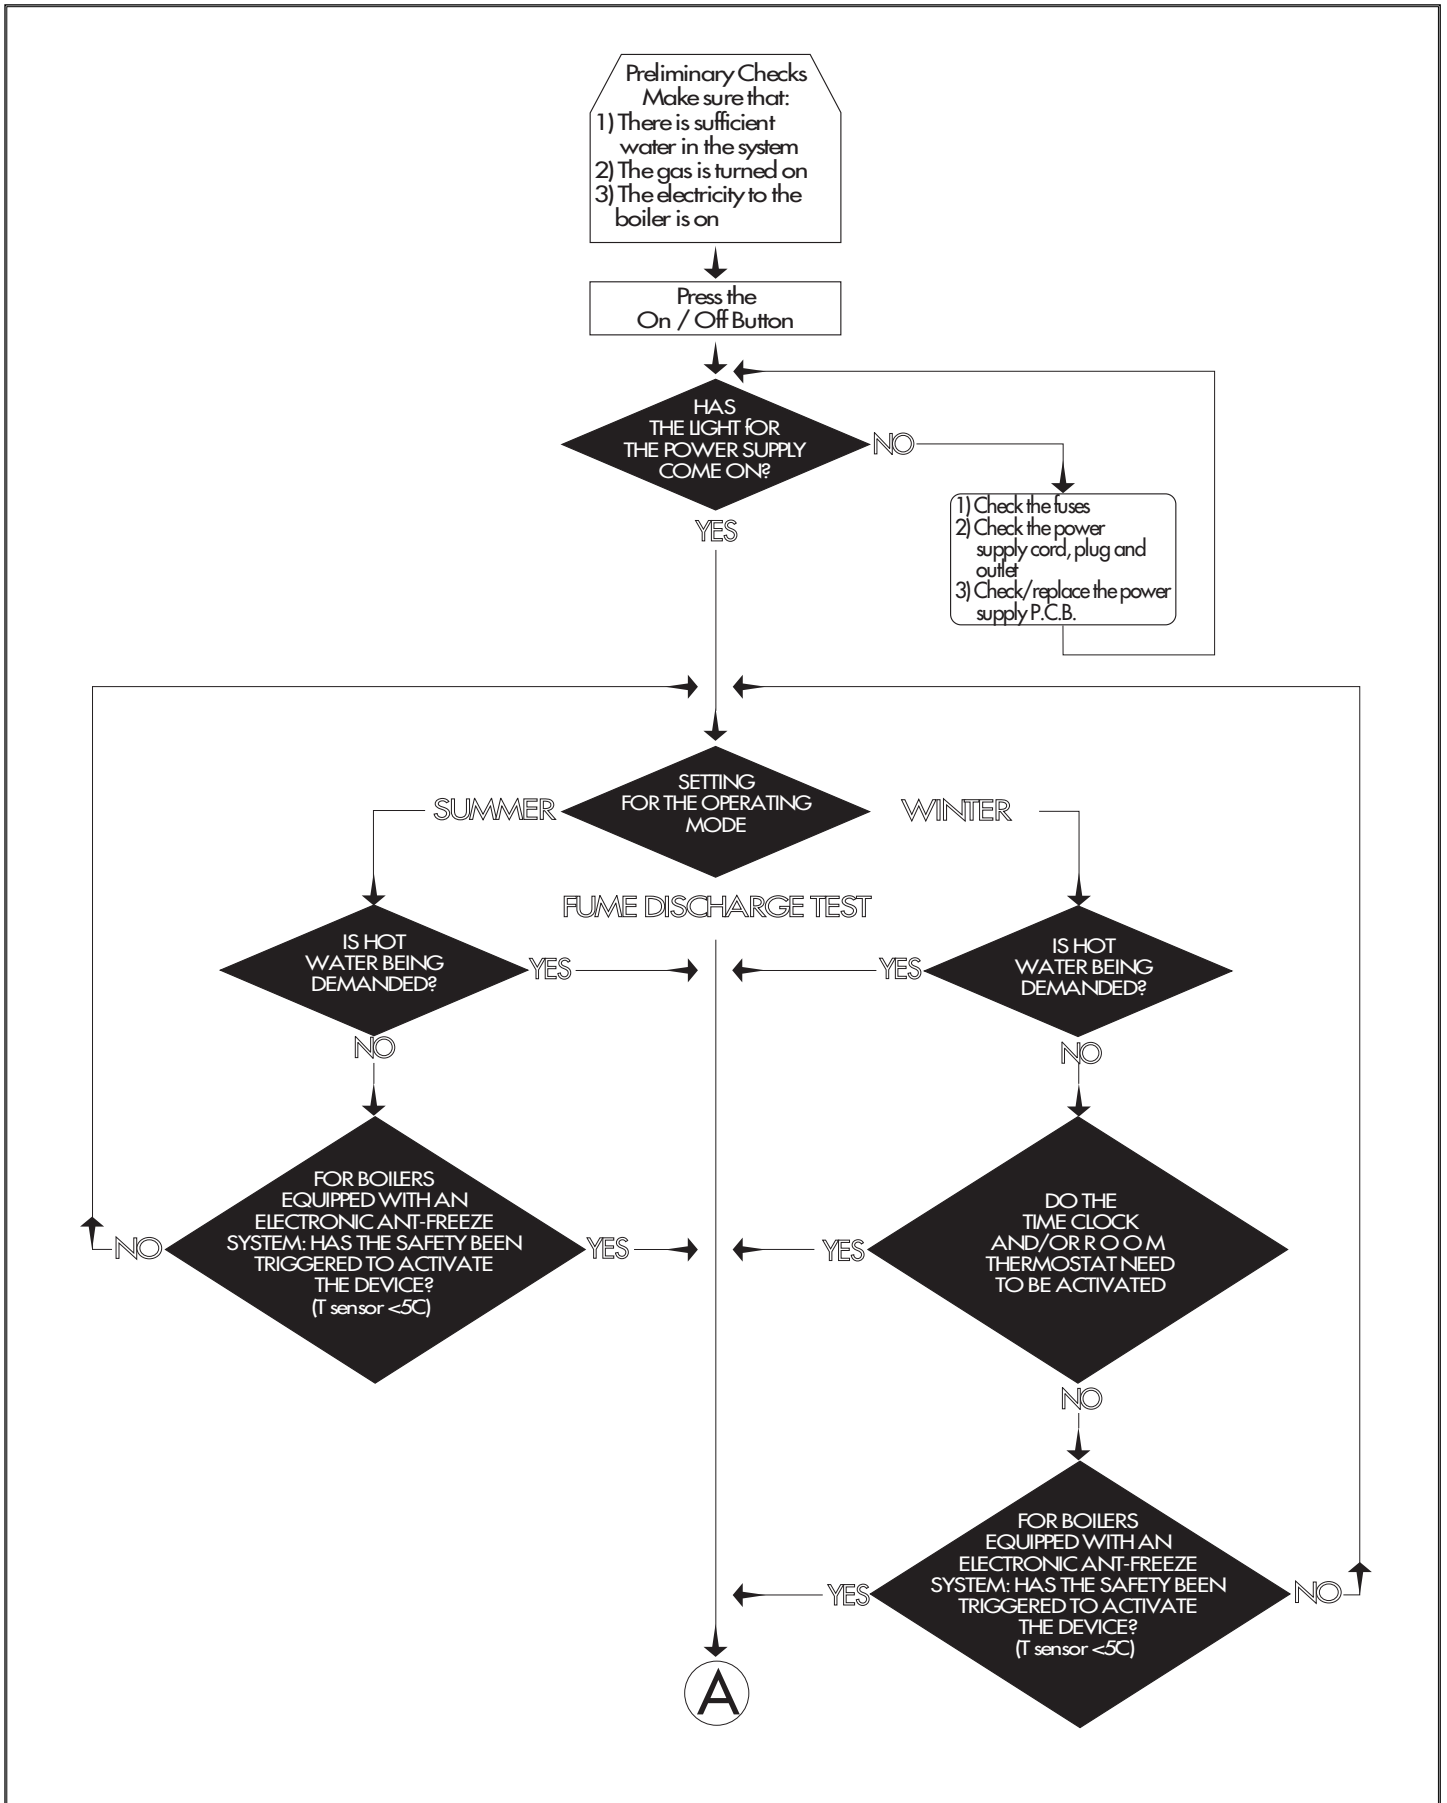 Preliminary Checks
Make sure that:
1) There is sufficient
water in the system
2) The gas is turned on
3) The electricity to the
boiler is on
Press the
On / Off Button
HAS
THE LIGHT fOR
THE POWER SUPPLY
COME ON?
NO
1) Check the fuses
2) Check the power
supply cord, plug and
outlet
3) Check/replace the power
supply P.C.B.
YES
SETTING
FOR THE OPERATING
MODE
SUMMER
WINTER
FUME DISCHARGE TEST
IS HOT
WATER BEING
DEMANDED?
YES
YES
IS HOT
WATER BEING
DEMANDED?
NO
NO
FOR BOILERS
EQUIPPED WITH AN
ELECTRONIC ANT-FREEZE
SYSTEM: HAS THE SAFETY BEEN
TRIGGERED TO ACTIVATE
THE DEVICE?
(T sensor <5C)
NO
YES
YES
DO THE
TIME CLOCK
AND/OR R O O M
THERMOSTAT NEED
TO BE ACTIVATED
NO
FOR BOILERS
EQUIPPED WITH AN
ELECTRONIC ANT-FREEZE
SYSTEM: HAS THE SAFETY BEEN
TRIGGERED TO ACTIVATE
THE DEVICE?
(T sensor <5C)
YES
NO
A